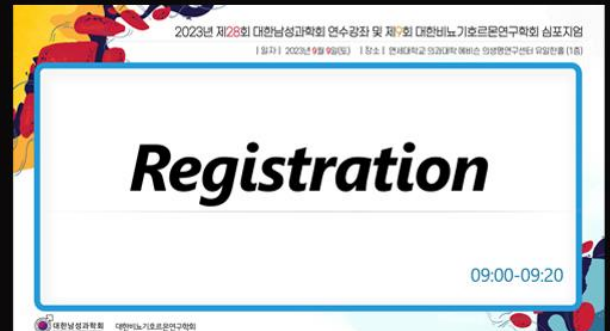 2023년 제28회 대한남성과학회 연수강좌 및 제9회 대한비뇨기호르몬연구학회 심포지엄
| 일자 | 2023년 9월 9일(토) | 장소 | 연세대학교 의과대학 에비슨 의생명연구센터 유일한홀 (1층)
Registration
09:00-09:20
대한남성과학회 대한비뇨기호르몬연구학회